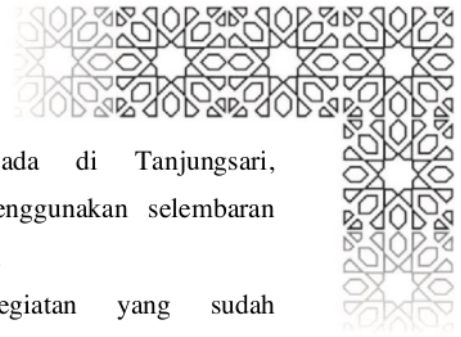 ada di Tanjungsari,
enggunakan selembaran
egiatan yang sudah